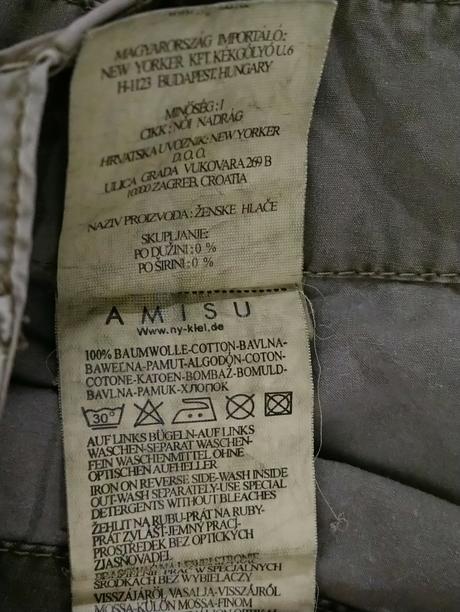 MAGYARORSZÁG IMPORTÁLÓ:
NEW YORKER KFT. KÉKGOLYÓ U.6
H-1123 BUDAPEST, HUNGARY
MINŐSÉG: I
CIKK: NŐI NADRÁG
HRVATSKA UVOZNIK: NEW YORKER
D.O.O.
ULICA GRADA VUKOVARA 269 B
10000 ZAGREB, CROATIA
NAZIV PROIZVODA: ŽENSKE HLAČE
SKUPLJANJE:
PO DUŽINI: 0 %
PO ŠIRINI: 0 %
AMISU
Www.ny-kiel.de
100% BAUMWOLLE-COTTON-BAVLNA-
BAWEŁNA-PAMUT-ALGODÓN-COTON-
COTONE-KATOEN-BOMBAŽ-BOMULD-
BAVLNA-PAMUK-ХЛОПОК
30°
AUF LINKS BÜGELN-AUF LINKS
WASCHEN-SEPARAT WASCHEN-
FEIN WASCHMITTEL OHNE
OPTISCHEN AUFHELLER
IRON ON REVERSE SIDE-WASH INSIDE
OUT-WASH SEPARATELY-USE SPECIAL
DETERGENTS WITHOUT BLEACHES
ŽEHLIT NA RUBU-PRÁT NA RUBY-
PRÁT ZVLÁŠŤ-JEMNÝ PRACÍ-
PROSTŘEDEK BEZ OPTICKÝCH
ZJASŇOVADEL
ŚRODKACH BEZ WYBIELACZY
VISSZÁJÁRÓL VASALJA-VISSZÁJRÓL
MOSSA-KÜLÖN MOSSA-FINOM